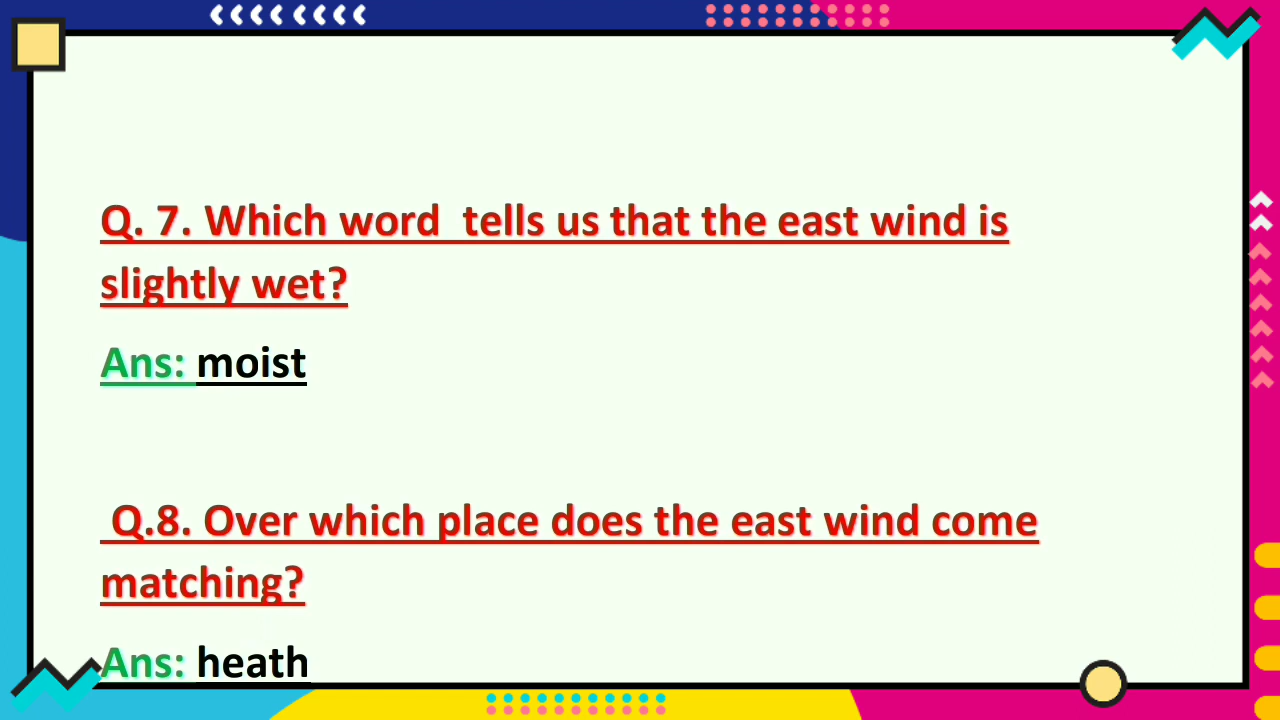 Q. 7. Which word  tells us that the east wind is
slightly wet?
Ans: moist
Q.8. Over which place does the east wind come
matching?
Ans: heath